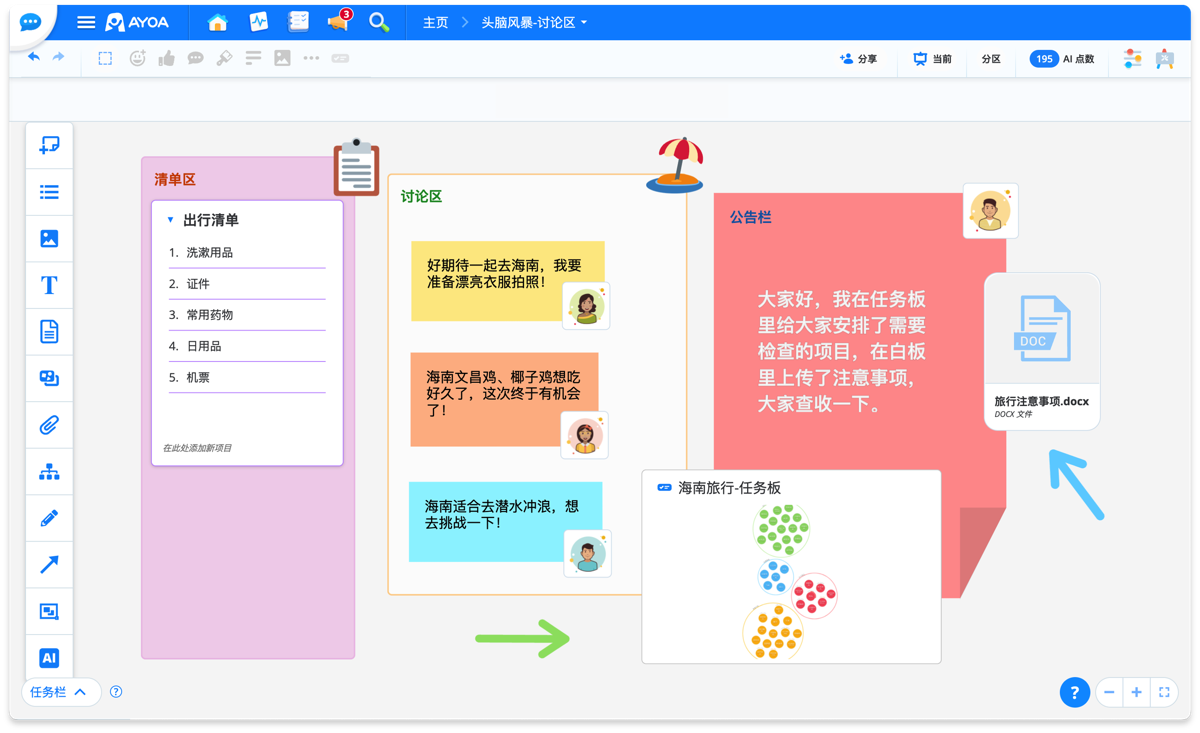 AYOA
3
主页
头脑风暴-讨论区
分享
当前
分区
195
AI 点数
清单区
出行清单
1. 洗漱用品
2. 证件
3. 常用药物
4. 日用品
5. 机票
在此处添加新项目
讨论区
好期待一起去海南，我要
准备漂亮衣服拍照！
海南文昌鸡、椰子鸡想吃
好久了，这次终于有机会
了！
海南适合去潜水冲浪，想
去挑战一下！
公告栏
大家好，我在任务板
里给大家安排了需要
检查的项目，在白板
里上传了注意事项，
大家查收一下。
DOC
旅行注意事项.docx
DOCX 文件
海南旅行-任务板
T
AI
任务栏
?
?